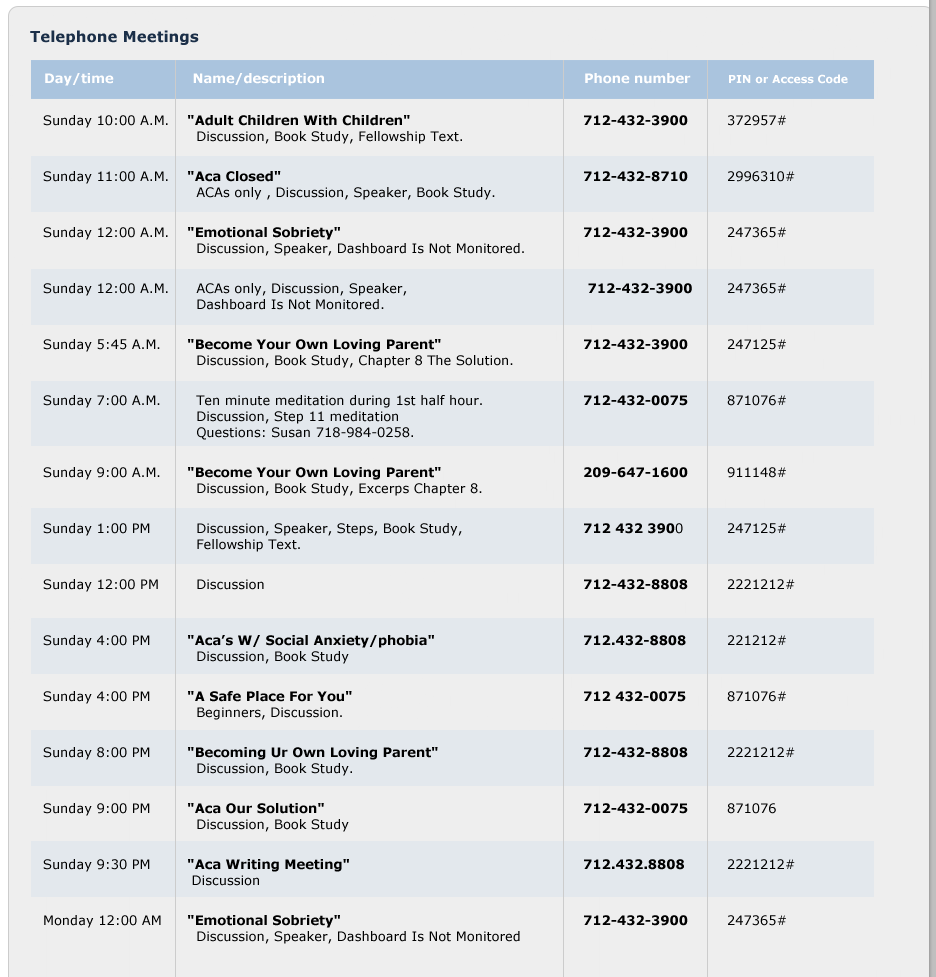 Telephone Meetings
Day/time Name/description Phone number PIN or Access Code
Sunday 10:00 A.M. "Adult Children With Children" 712-432-3900 372957#
Discussion, Book Study, Fellowship Text.
Sunday 11:00 A.M. "Aca Closed" 712-432-8710 2996310#
ACAs only , Discussion, Speaker, Book Study.
Sunday 12:00 A.M. "Emotional Sobriety" 712-432-3900 247365#
Discussion, Speaker, Dashboard Is Not Monitored.
Sunday 12:00 A.M. ACAs only, Discussion, Speaker, 712-432-3900 247365#
Dashboard Is Not Monitored.
Sunday 5:45 A.M. "Become Your Own Loving Parent" 712-432-3900 247125#
Discussion, Book Study, Chapter 8 The Solution.
Sunday 7:00 A.M. Ten minute meditation during 1st half hour. 712-432-0075 871076#
Discussion, Step 11 meditation
Questions: Susan 718-984-0258.
Sunday 9:00 A.M. "Become Your Own Loving Parent" 209-647-1600 911148#
Discussion, Book Study, Excerps Chapter 8.
Sunday 1:00 PM Discussion, Speaker, Steps, Book Study, 712 432 3900 247125#
Fellowship Text.
Sunday 12:00 PM Discussion 712-432-8808 2221212#
Sunday 4:00 PM "Aca’s W/ Social Anxiety/phobia" 712.432-8808 221212#
Discussion, Book Study
Sunday 4:00 PM "A Safe Place For You" 712 432-0075 871076#
Beginners, Discussion.
Sunday 8:00 PM "Becoming Ur Own Loving Parent" 712-432-8808 2221212#
Discussion, Book Study.
Sunday 9:00 PM "Aca Our Solution" 712-432-0075 871076
Discussion, Book Study
Sunday 9:30 PM "Aca Writing Meeting" 712.432.8808 2221212#
Discussion
Monday 12:00 AM "Emotional Sobriety" 712-432-3900 247365#
Discussion, Speaker, Dashboard Is Not Monitored